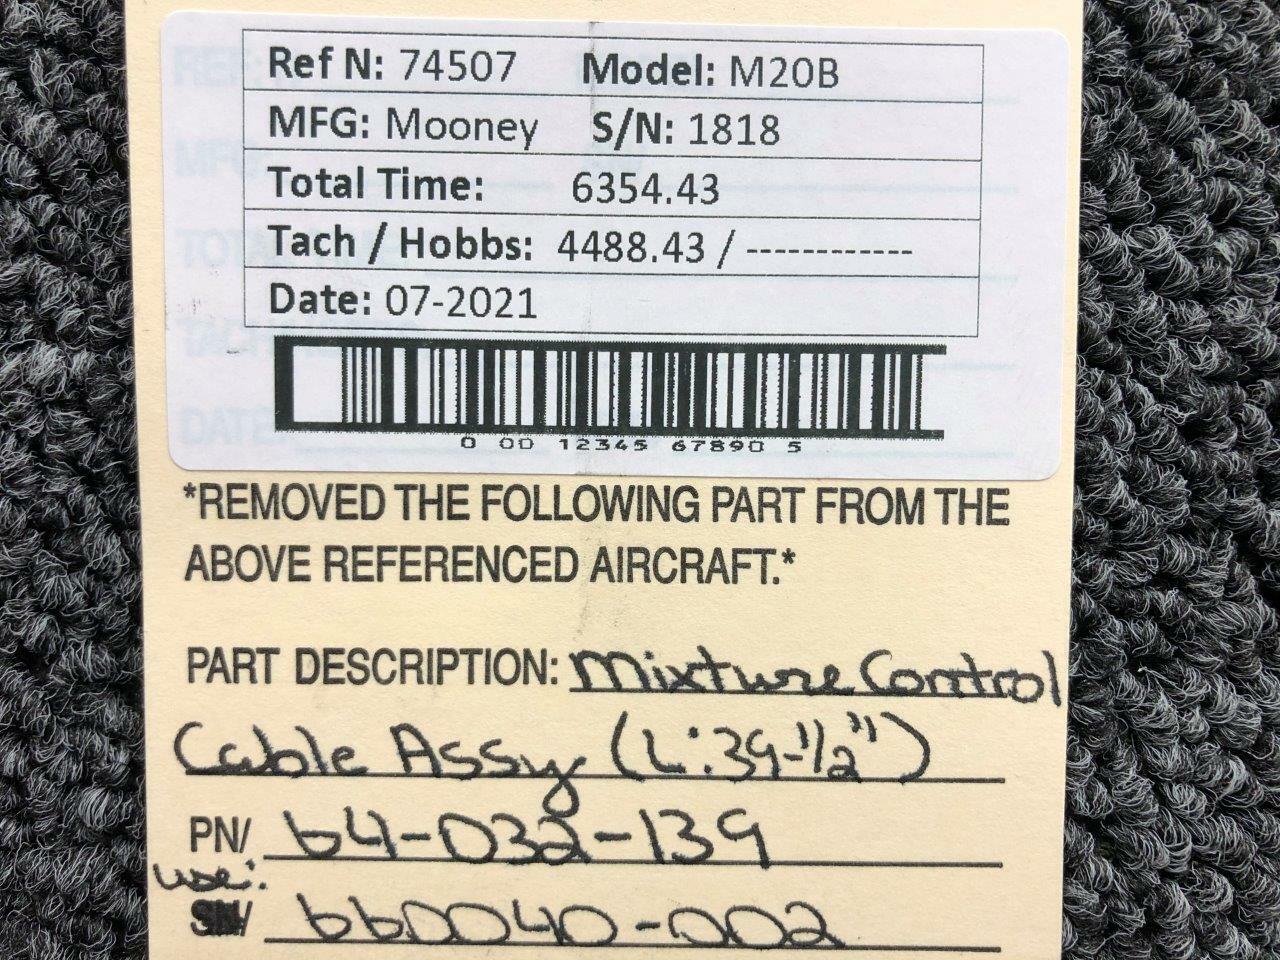 Ref N: 74507 Model: M20B
MFG: Mooney S/N: 1818
Total Time: 6354.43
Tach / Hobbs: 4488.43 / ------------
Date: 07-2021
0 00 12345 67890 5
*REMOVED THE FOLLOWING PART FROM THE
ABOVE REFERENCED AIRCRAFT.*
PART DESCRIPTION: Mixture Control
Cable Assy (L:39-1/2")
PN/ 64-032-139
use:
SN/ 660040-002